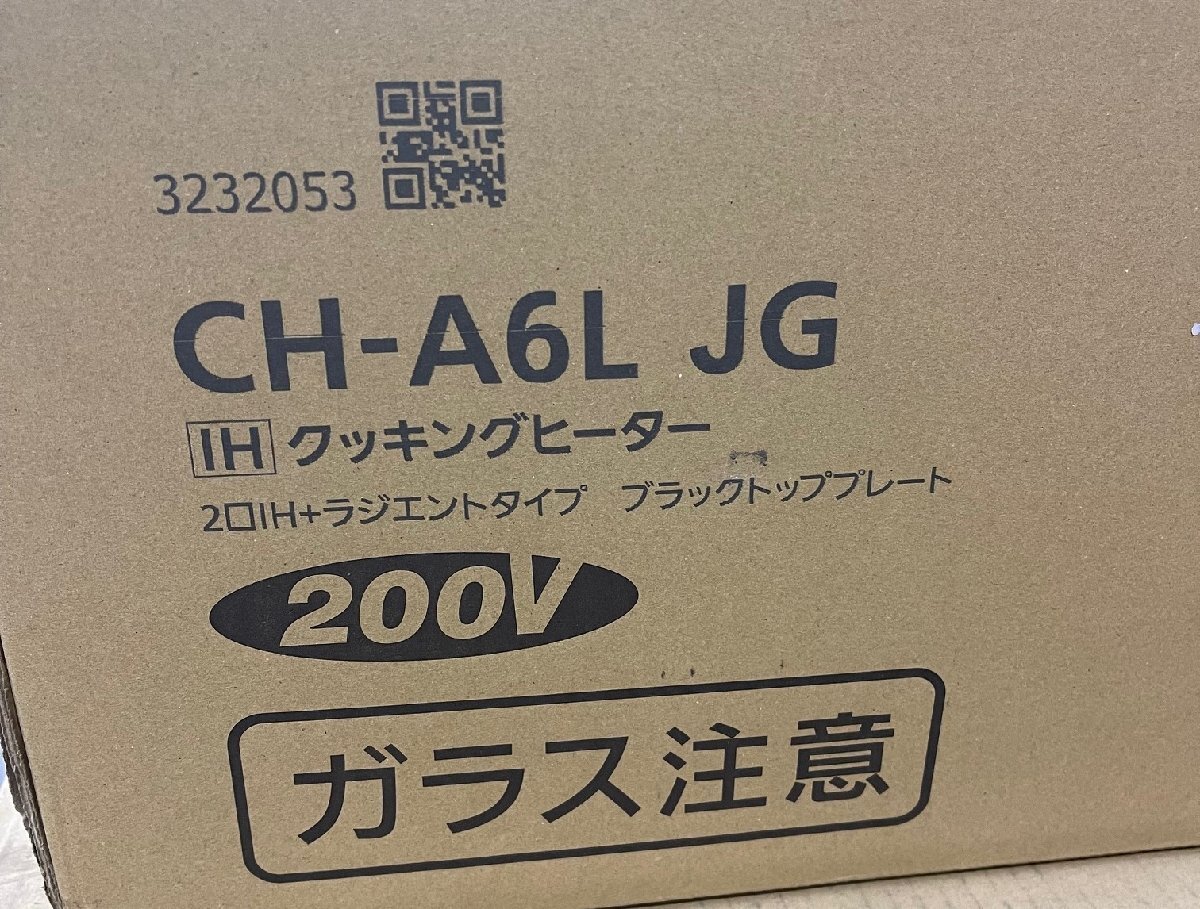 3232053
CH-A6L JG
IH クッキングヒーター
2口IH+ラジエントタイプ ブラックトッププレート
200V
ガラス注意